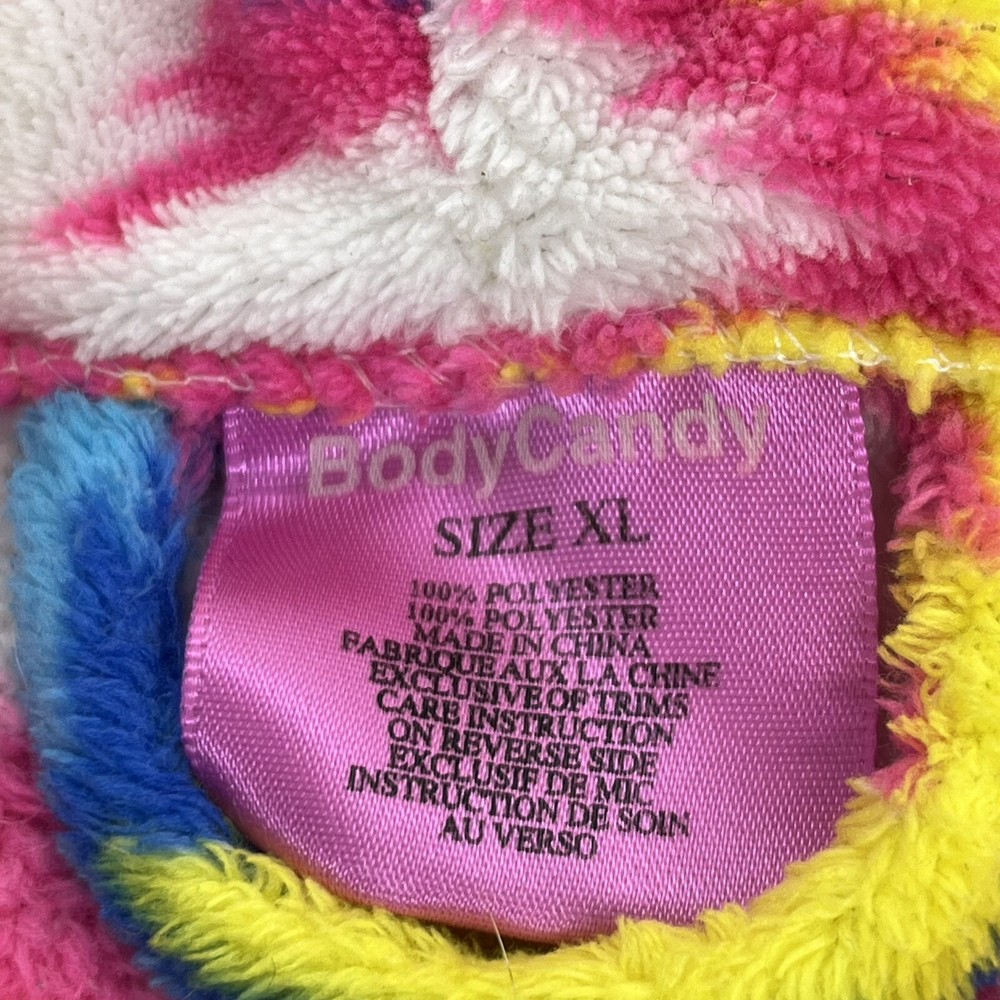 BodyCandy
SIZE XL
100% POLYESTER
100% POLYESTER
MADE IN CHINA
FABRIQUE AUX LA CHINE
EXCLUSIVE OF TRIMS
CARE INSTRUCTION
ON REVERSE SIDE
EXCLUSIF DE MIC
INSTRUCTION DE SOIN
AU VERSO